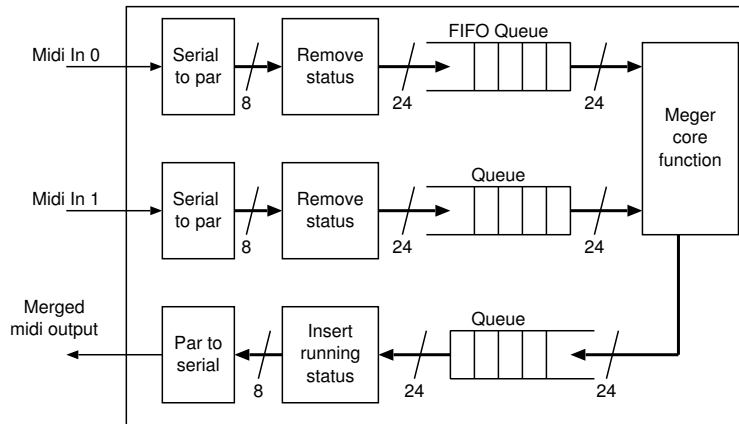 FIFO Queue
Midi In 0
Serial
to par
8
Remove
status
24
24
Meger
core
function
Midi In 1
Serial
to par
8
Remove
status
24
Queue
24
Merged
midi output
Par to
serial
8
Insert
running
status
24
Queue
24